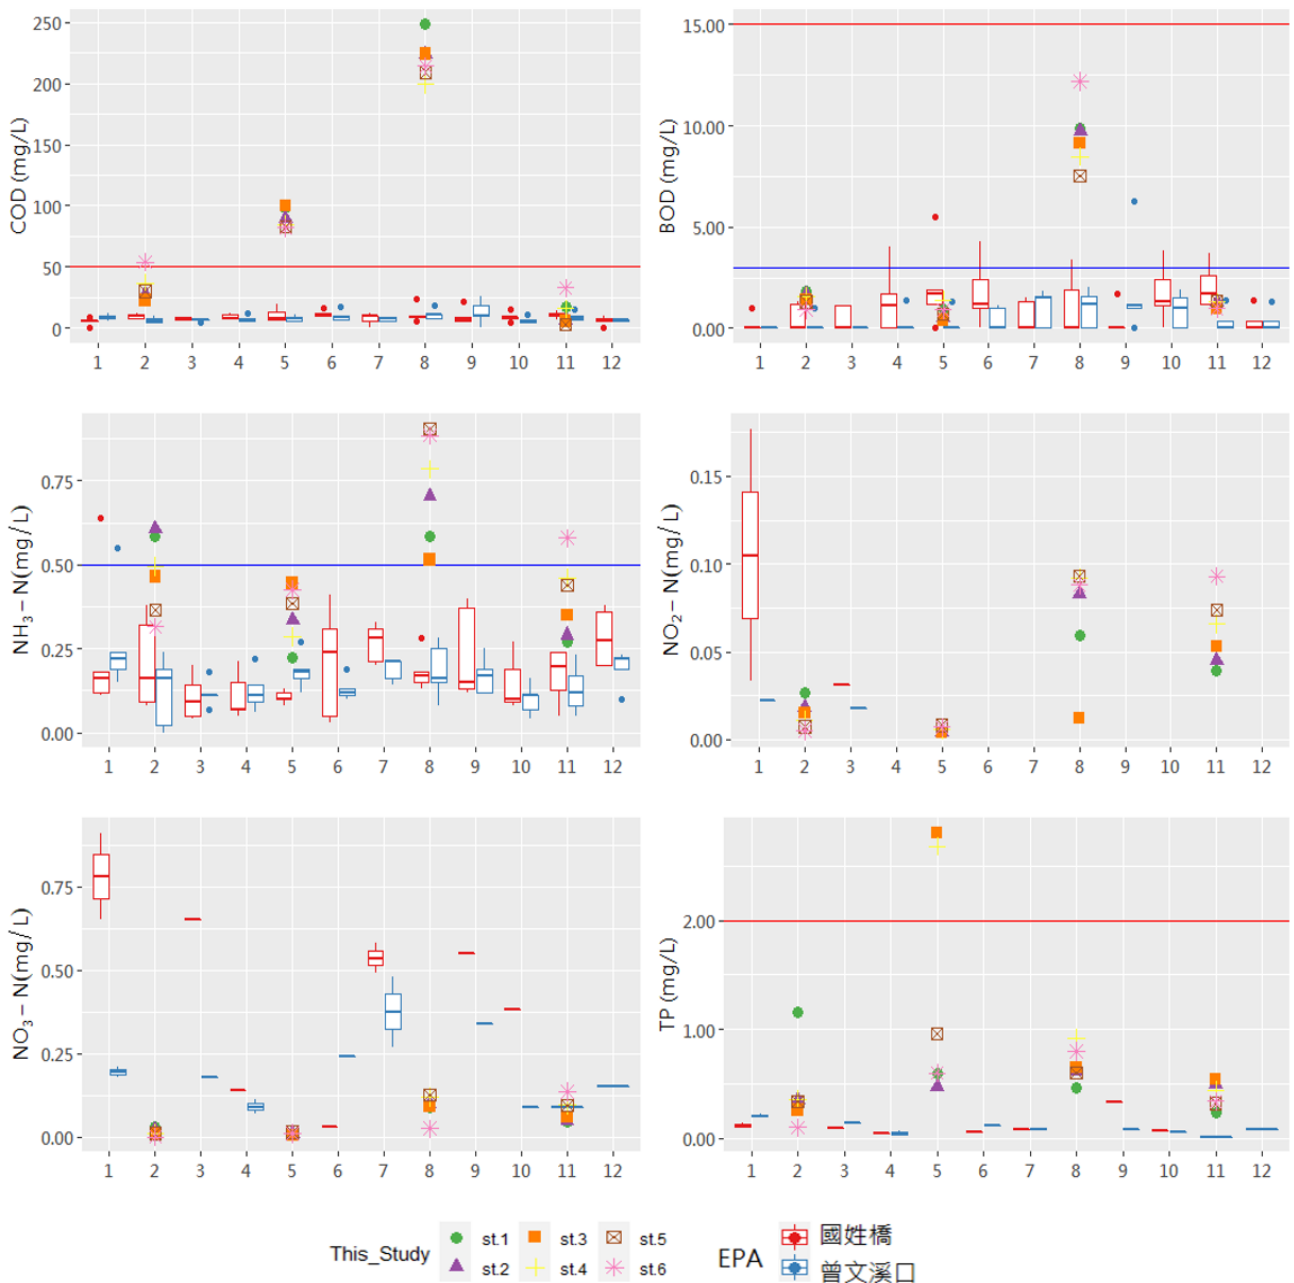 COD (mg/L)
250
200
150
100
50
0
1 2 3 4 5 6 7 8 9 10 11 12
BOD (mg/L)
15.00
10.00
5.00
0.00
1 2 3 4 5 6 7 8 9 10 11 12
NH₃ − N(mg/L)
0.75
0.50
0.25
0.00
1 2 3 4 5 6 7 8 9 10 11 12
NO₂ − N(mg/L)
0.15
0.10
0.05
0.00
1 2 3 4 5 6 7 8 9 10 11 12
NO₃ − N(mg/L)
0.75
0.50
0.25
0.00
1 2 3 4 5 6 7 8 9 10 11 12
TP (mg/L)
2.00
1.00
0.00
1 2 3 4 5 6 7 8 9 10 11 12
This_Study
st.1 st.3 st.5
st.2 st.4 st.6
EPA
國姓橋
曾文溪口